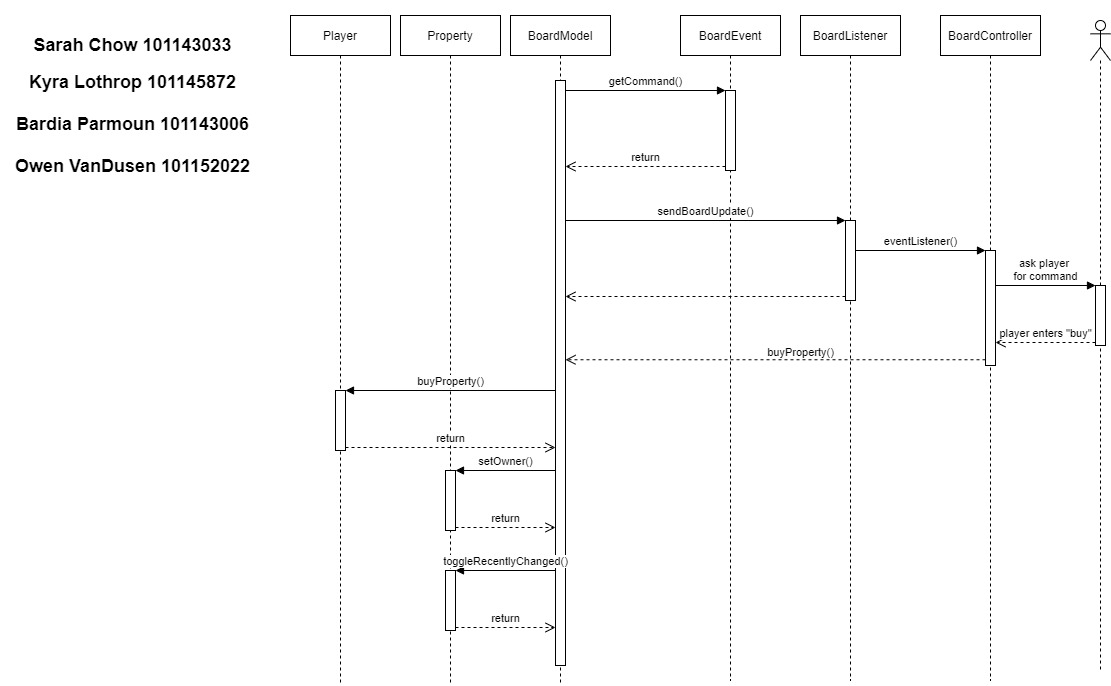 Sarah Chow 101143033
Kyra Lothrop 101145872
Bardia Parmoun 101143006
Owen VanDusen 101152022
Player
Property
BoardModel
BoardEvent
BoardListener
BoardController
getCommand()
return
sendBoardUpdate()
eventListener()
ask player
for command
player enters "buy"
buyProperty()
buyProperty()
return
setOwner()
return
toggleRecentlyChanged()
return